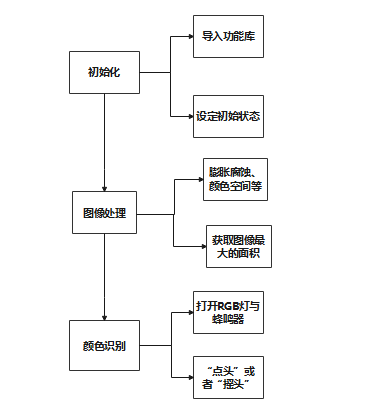 导入功能库
初始化
设定初始状态
膨胀腐蚀、
颜色空间等
图像处理
获取图像最
大的面积
打开RGB灯与
蜂鸣器
颜色识别
“点头”或
者“摇头”